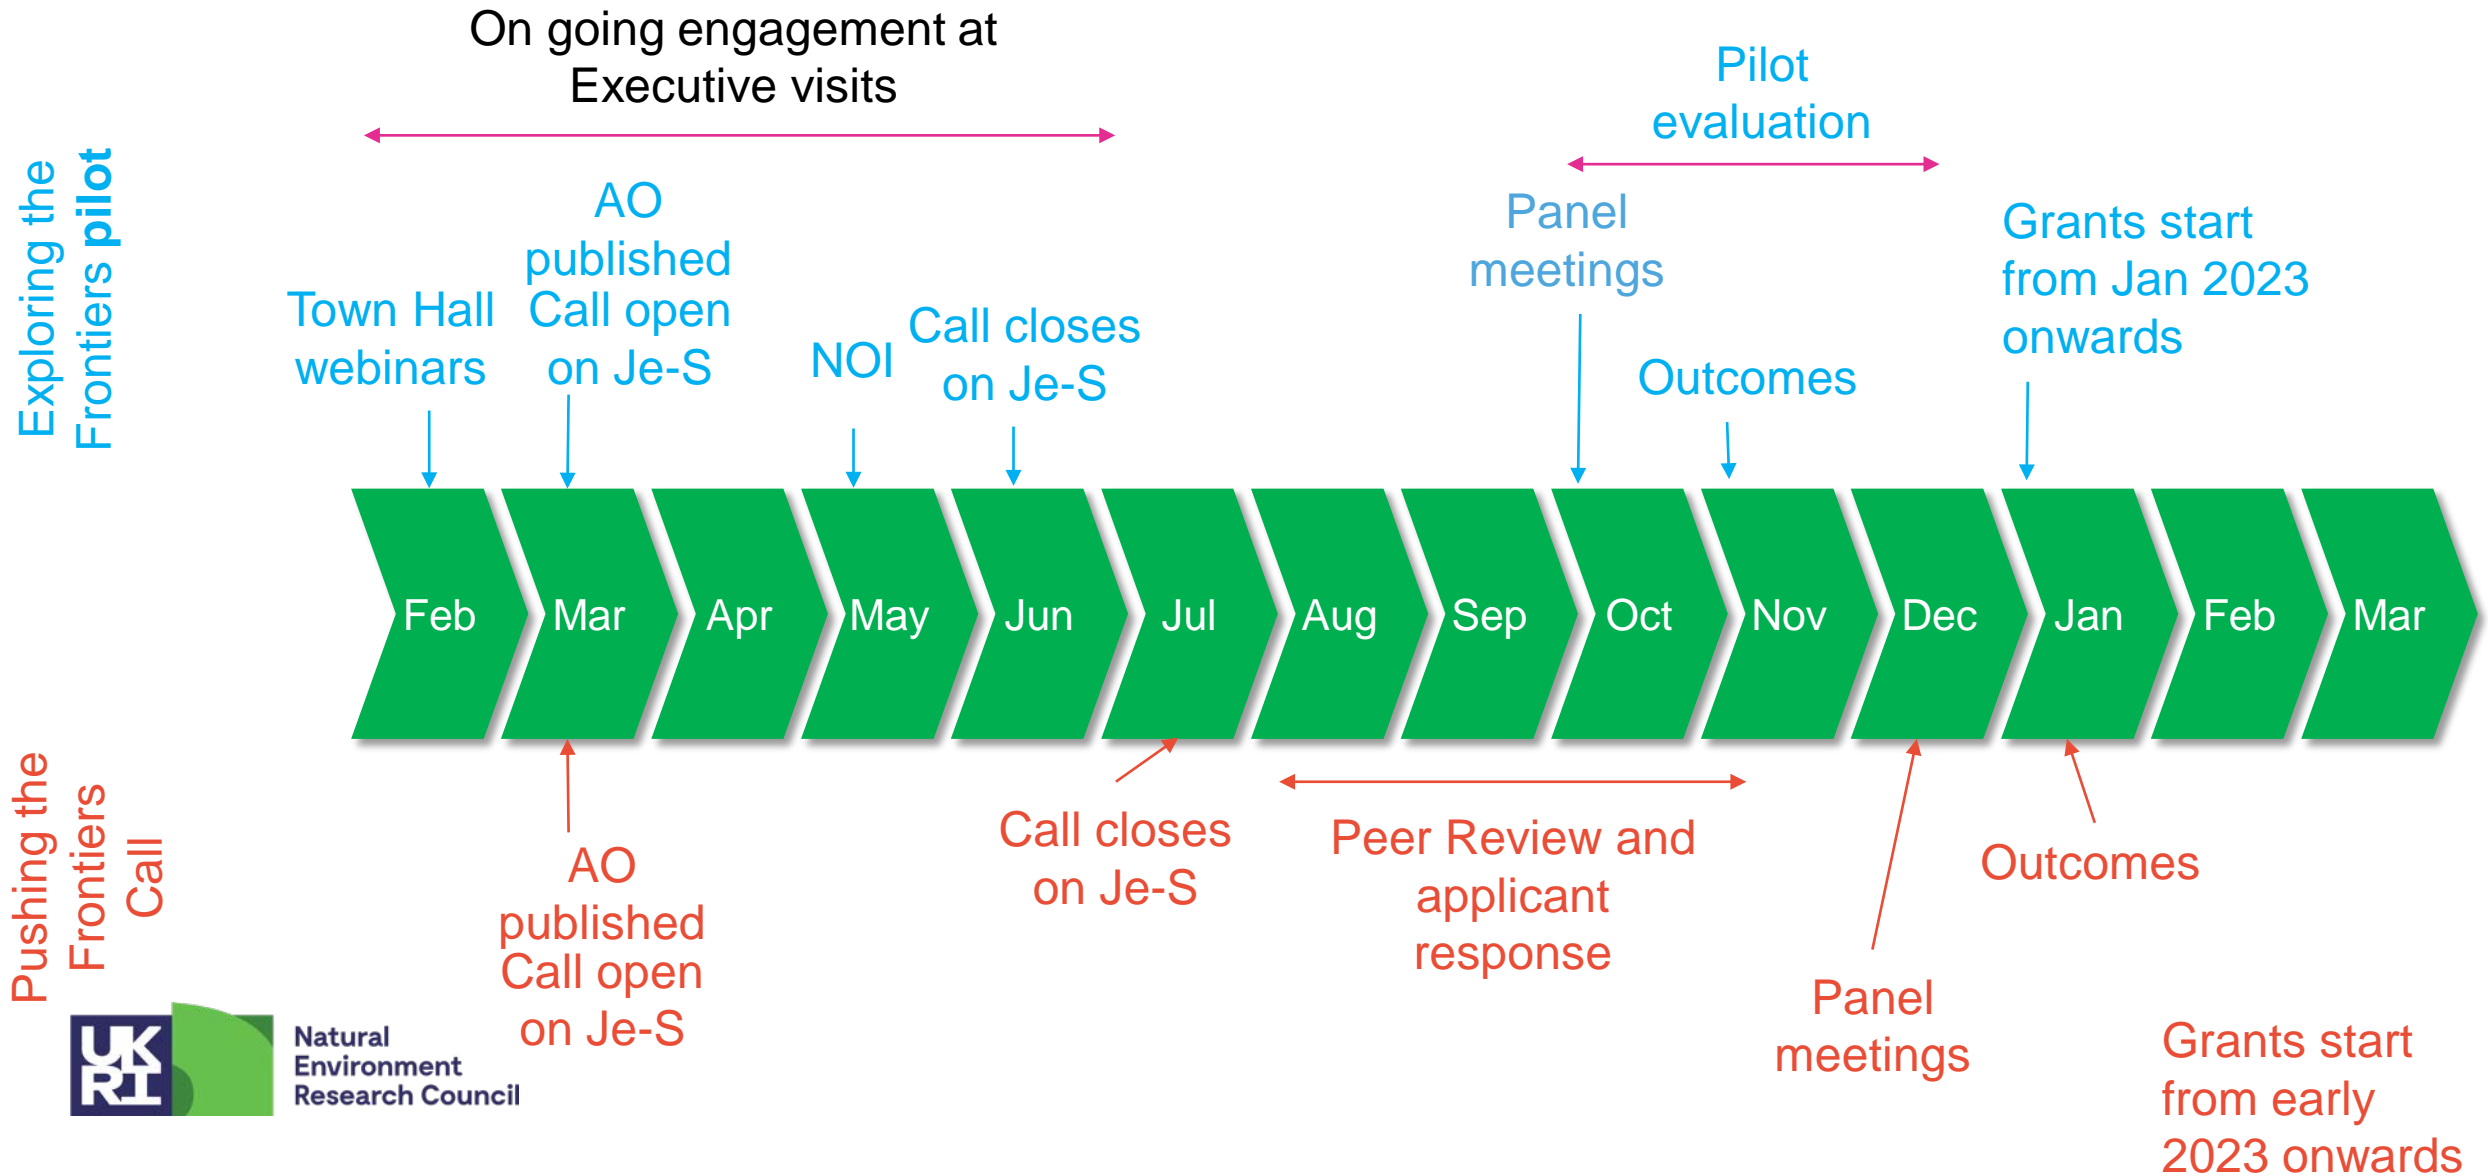 On going engagement at
Executive visits
Pilot
evaluation
Exploring the
Frontiers pilot
Town Hall
webinars
AO
published
Call open
on Je-S
NOI
Call closes
on Je-S
Panel
meetings
Outcomes
Grants start
from Jan 2023
onwards
Feb
Mar
Apr
May
Jun
Jul
Aug
Sep
Oct
Nov
Dec
Jan
Feb
Mar
Pushing the
Frontiers
Call
AO
published
Call open
on Je-S
Call closes
on Je-S
Peer Review and
applicant
response
Panel
meetings
Outcomes
Grants start
from early
2023 onwards
UK
RI
Natural
Environment
Research Council